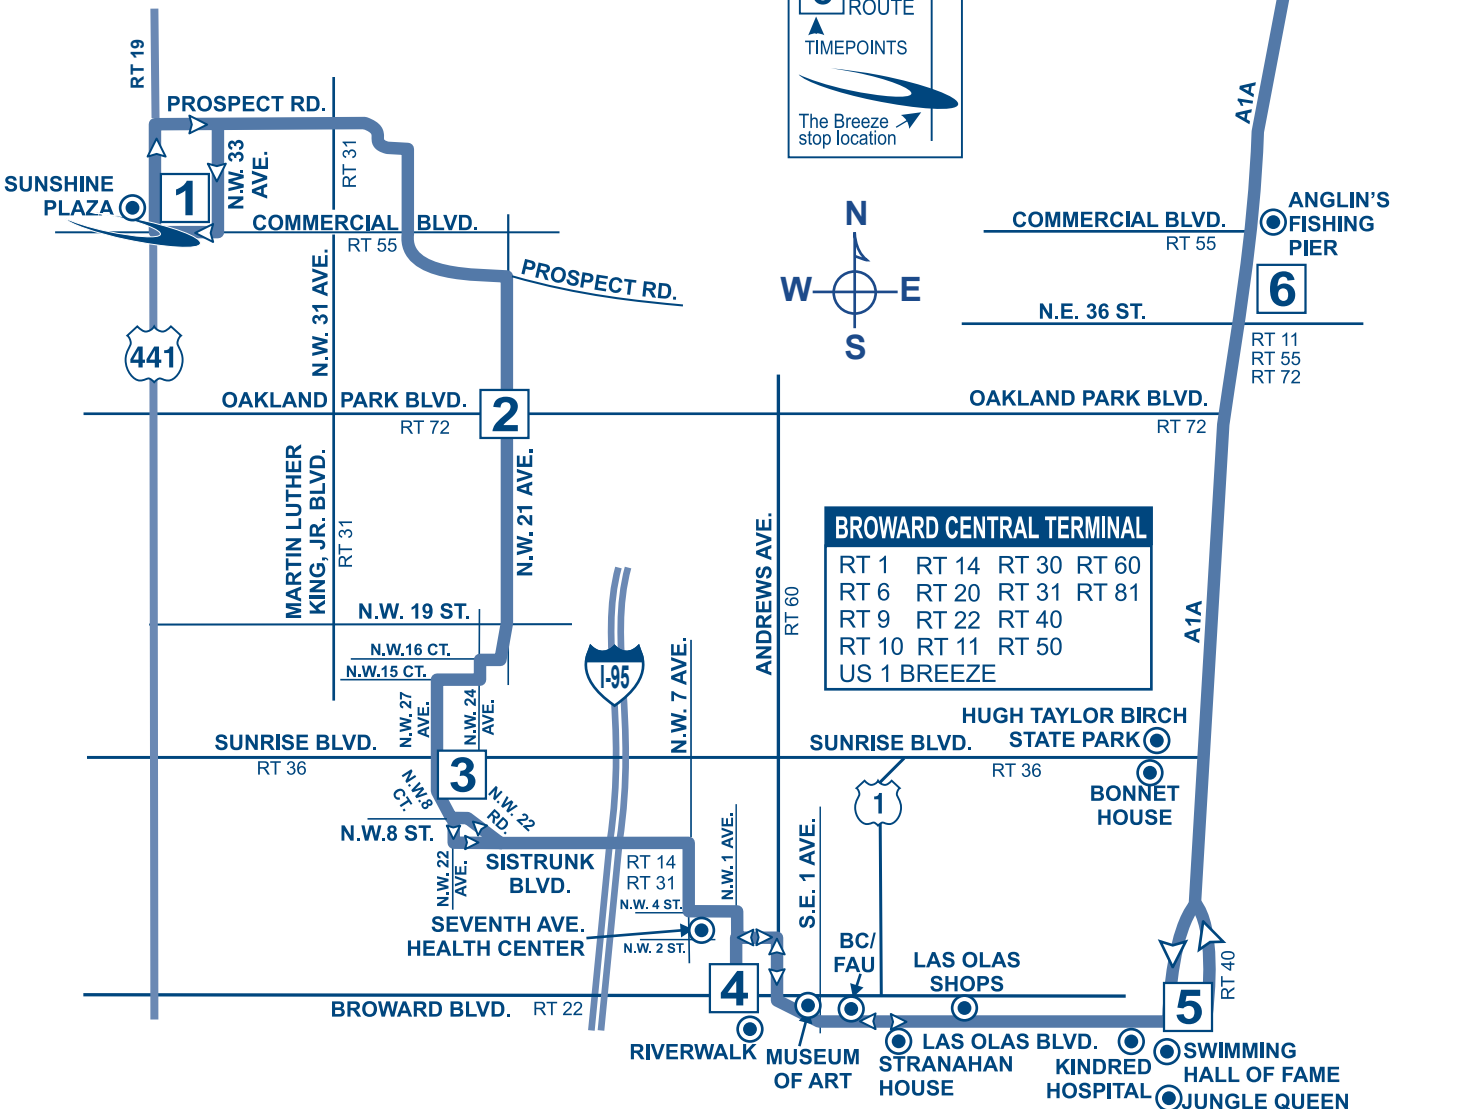 ROUTE
TIMEPOINTS
The Breeze
stop location
RT 19
PROSPECT RD.
N.W. 33
AVE.
RT 31
SUNSHINE
PLAZA
1
COMMERCIAL BLVD.
RT 55
N.W. 31 AVE.
PROSPECT RD.
441
N
W E
S
A1A
COMMERCIAL BLVD.
RT 55
ANGLIN'S
FISHING
PIER
6
N.E. 36 ST.
RT 11
RT 55
RT 72
OAKLAND PARK BLVD.
RT 72
2
OAKLAND PARK BLVD.
RT 72
MARTIN LUTHER
KING, JR. BLVD.
RT 31
N.W. 21 AVE.
ANDREWS AVE.
RT 60
BROWARD CENTRAL TERMINAL
RT 1 RT 14 RT 30 RT 60
RT 6 RT 20 RT 31 RT 81
RT 9 RT 22 RT 40
RT 10 RT 11 RT 50
US 1 BREEZE
A1A
N.W. 19 ST.
N.W.16 CT.
N.W.15 CT.
I-95
N.W. 7 AVE.
N.W. 27
AVE.
N.W. 24
AVE.
SUNRISE BLVD.
RT 36
3
SUNRISE BLVD.
RT 36
HUGH TAYLOR BIRCH
STATE PARK
BONNET
HOUSE
1
N.W.8
CT.
N.W. 22
RD.
N.W.8 ST.
N.W. 22
AVE.
SISTRUNK
BLVD.
RT 14
RT 31
N.W. 1 AVE.
S.E. 1 AVE.
N.W. 4 ST.
SEVENTH AVE.
HEALTH CENTER
N.W. 2 ST.
BC/
FAU
LAS OLAS
SHOPS
RT 40
4
5
BROWARD BLVD.
RT 22
RIVERWALK
MUSEUM
OF ART
LAS OLAS BLVD.
STRANAHAN
HOUSE
KINDRED
HOSPITAL
SWIMMING
HALL OF FAME
JUNGLE QUEEN